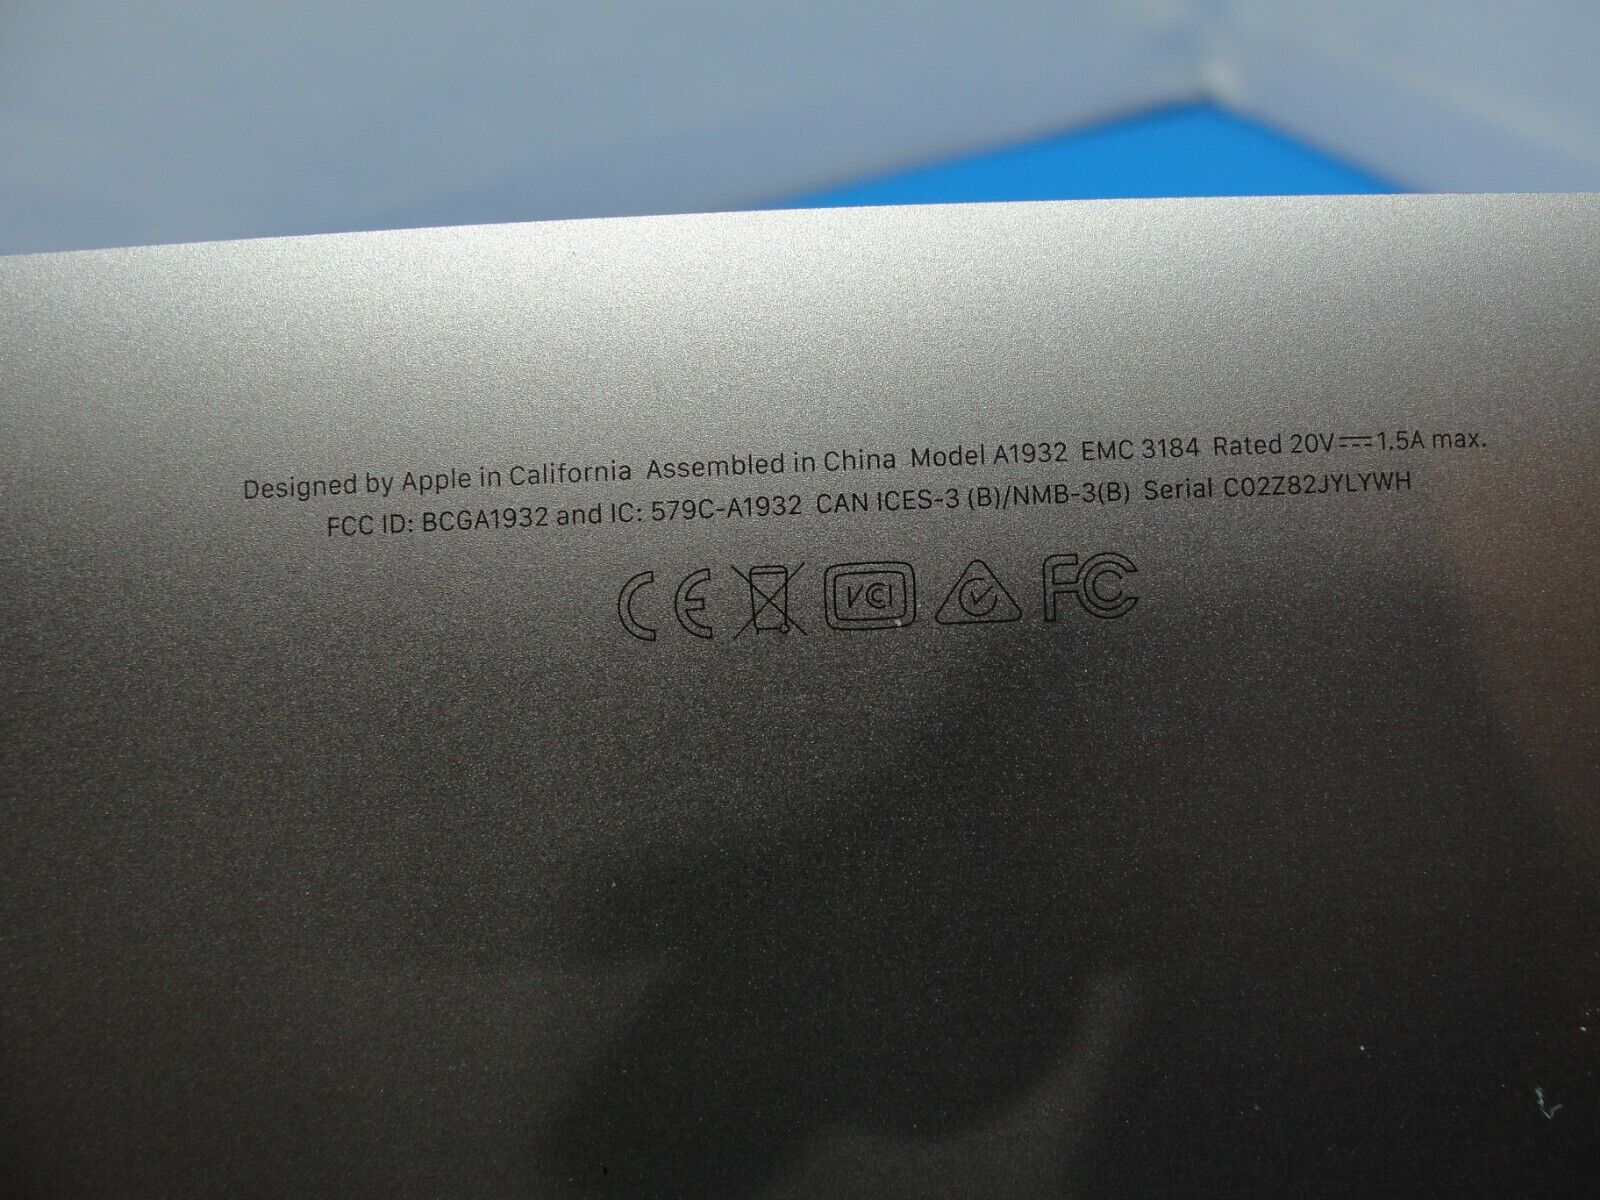 Designed by Apple in California Assembled in China Model A1932 EMC 3184 Rated 20V⎓1.5A max.
FCC ID: BCGA1932 and IC: 579C-A1932 CAN ICES-3 (B)/NMB-3(B) Serial C02Z82JYLYWH
CE VCI FC